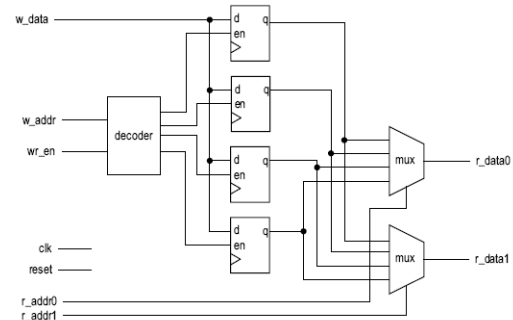 w_data
d q
en
d q
en
w_addr
decoder
wr_en
d q
en
mux
r_data0
d q
en
clk
mux
r_data1
reset
r_addr0
r_addr1